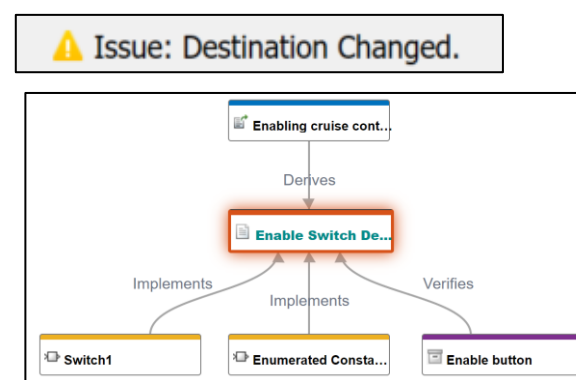 Issue: Destination Changed.
Enabling cruise cont...
Derives
Enable Switch De...
Implements
Implements
Verifies
Switch1
Enumerated Consta...
Enable button